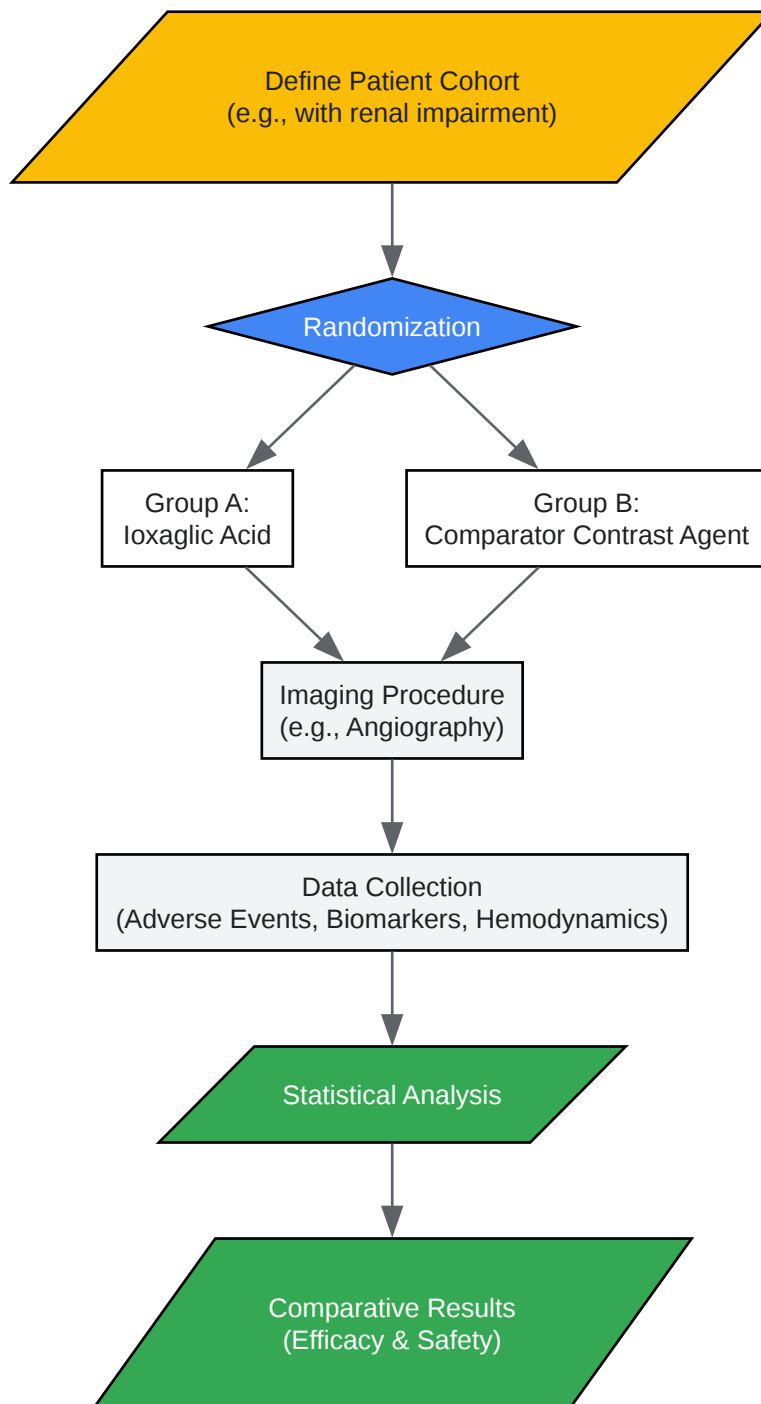 Define Patient Cohort
(e.g., with renal impairment)
Randomization
Group A:
Ioxaglic Acid
Group B:
Comparator Contrast Agent
Imaging Procedure
(e.g., Angiography)
Data Collection
(Adverse Events, Biomarkers, Hemodynamics)
Statistical Analysis
Comparative Results
(Efficacy & Safety)